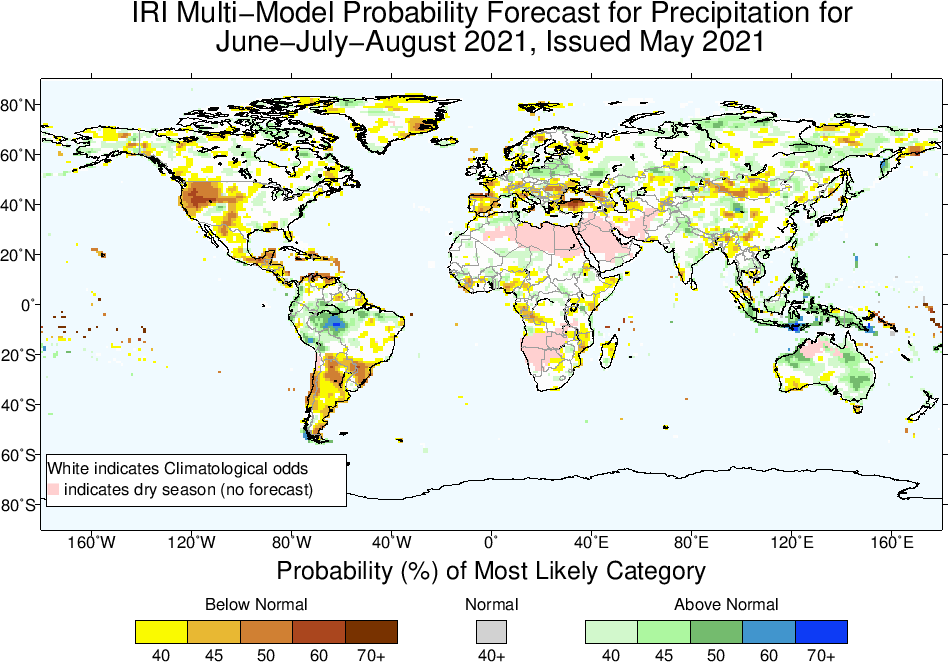 IRI Multi−Model Probability Forecast for Precipitation for
June−July−August 2021, Issued May 2021
80˚N
60˚N
40˚N
20˚N
0˚
20˚S
40˚S
60˚S
80˚S
White indicates Climatological odds
indicates dry season (no forecast)
160˚W 120˚W 80˚W 40˚W 0˚ 40˚E 80˚E 120˚E 160˚E
Probability (%) of Most Likely Category
Below Normal Normal Above Normal
40 45 50 60 70+ 40+ 40 45 50 60 70+